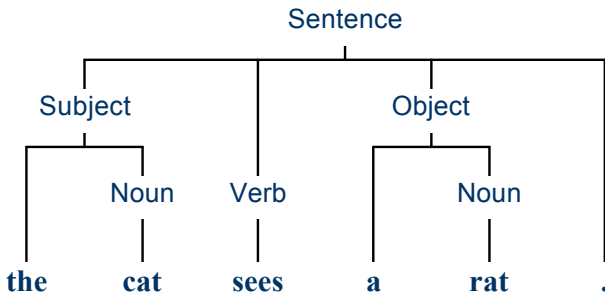 Sentence
Subject Object
Noun Verb Noun
the cat sees a rat .